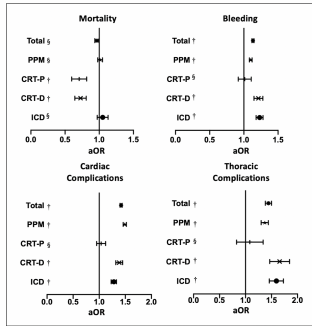 Mortality
Total §
PPM §
CRT-P †
CRT-D †
ICD §
0.0 0.5 1.0 1.5
aOR
Bleeding
Total †
PPM †
CRT-P §
CRT-D †
ICD †
0.0 0.5 1.0 1.5
aOR
Cardiac
Complications
Total †
PPM †
CRT-P §
CRT-D †
ICD †
0.0 0.5 1.0 1.5 2.0
aOR
Thoracic
Complications
Total †
PPM †
CRT-P §
CRT-D †
ICD †
0.0 0.5 1.0 1.5 2.0
aOR